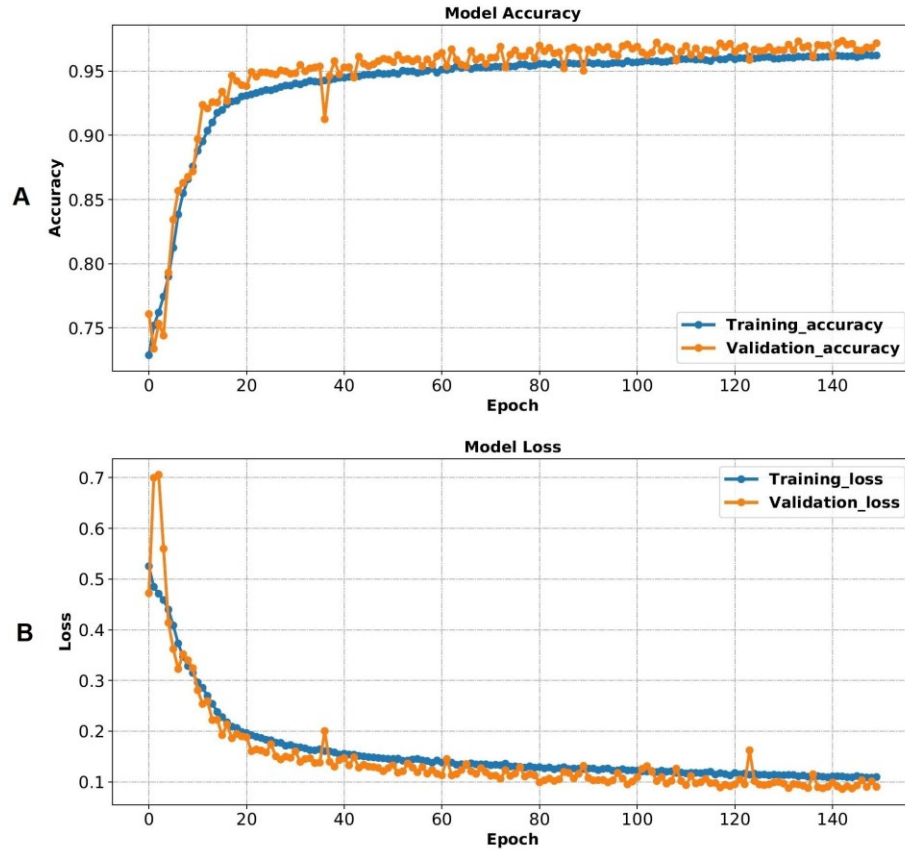 Model Accuracy
A
Accuracy
0.95
0.90
0.85
0.80
0.75
Training_accuracy
Validation_accuracy
0 20 40 60 80 100 120 140
Epoch
Model Loss
B
Loss
0.7
0.6
0.5
0.4
0.3
0.2
0.1
Training_loss
Validation_loss
0 20 40 60 80 100 120 140
Epoch